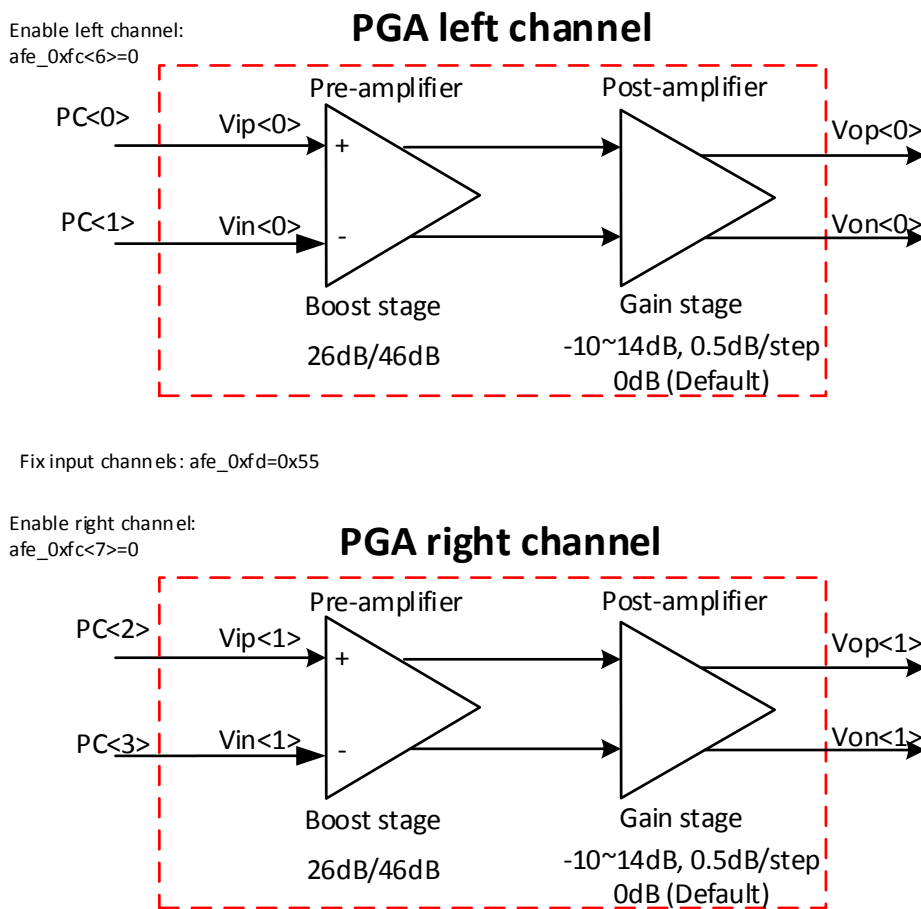 PGA left channel
Enable left channel:
afe_0xfc<6>=0
Pre-amplifier
Post-amplifier
PC<0>
Vip<0>
+
Vop<0>
PC<1>
Vin<0>
-
Von<0>
Boost stage
Gain stage
26dB/46dB
-10~14dB, 0.5dB/step
0dB (Default)
Fix input channels: afe_0xfd=0x55
Enable right channel:
afe_0xfc<7>=0
PGA right channel
Pre-amplifier
Post-amplifier
PC<2>
Vip<1>
+
Vop<1>
PC<3>
Vin<1>
-
Von<1>
Boost stage
Gain stage
26dB/46dB
-10~14dB, 0.5dB/step
0dB (Default)